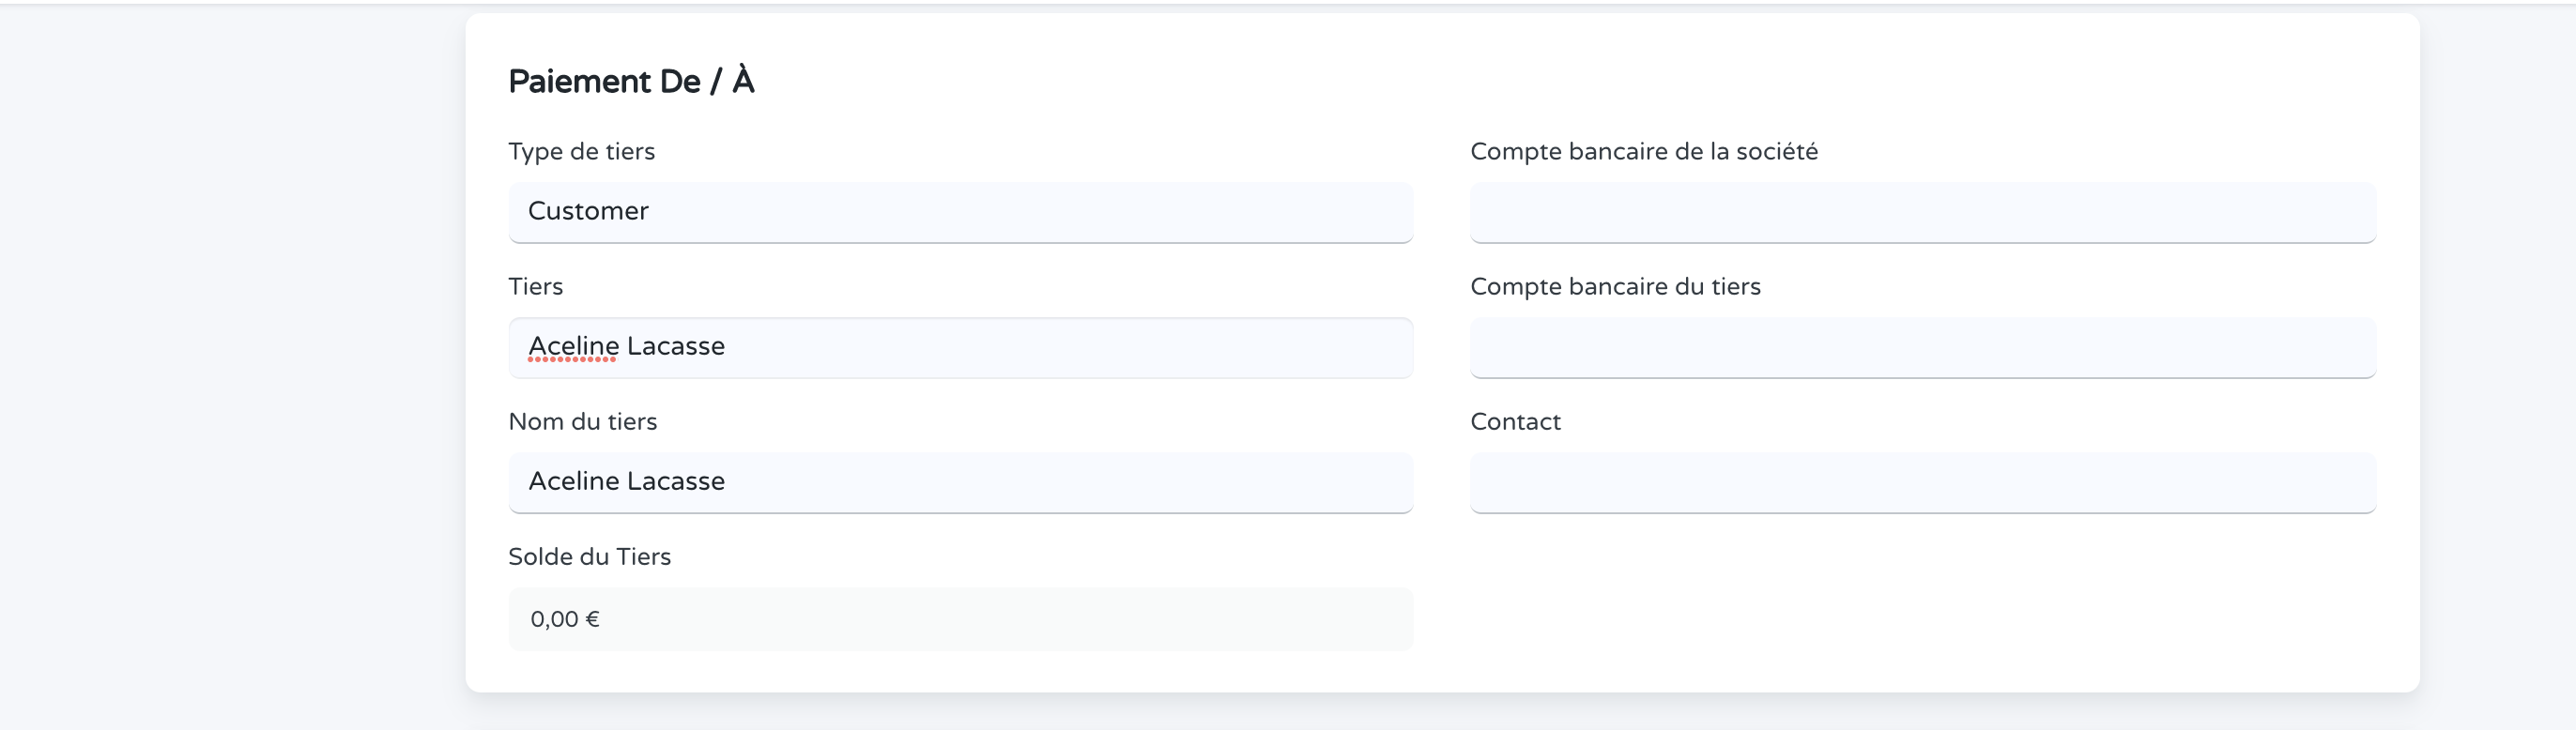 Paiement De / À
Type de tiers
Customer
Tiers
Aceline Lacasse
Nom du tiers
Aceline Lacasse
Solde du Tiers
0,00 €
Compte bancaire de la société
Compte bancaire du tiers
Contact